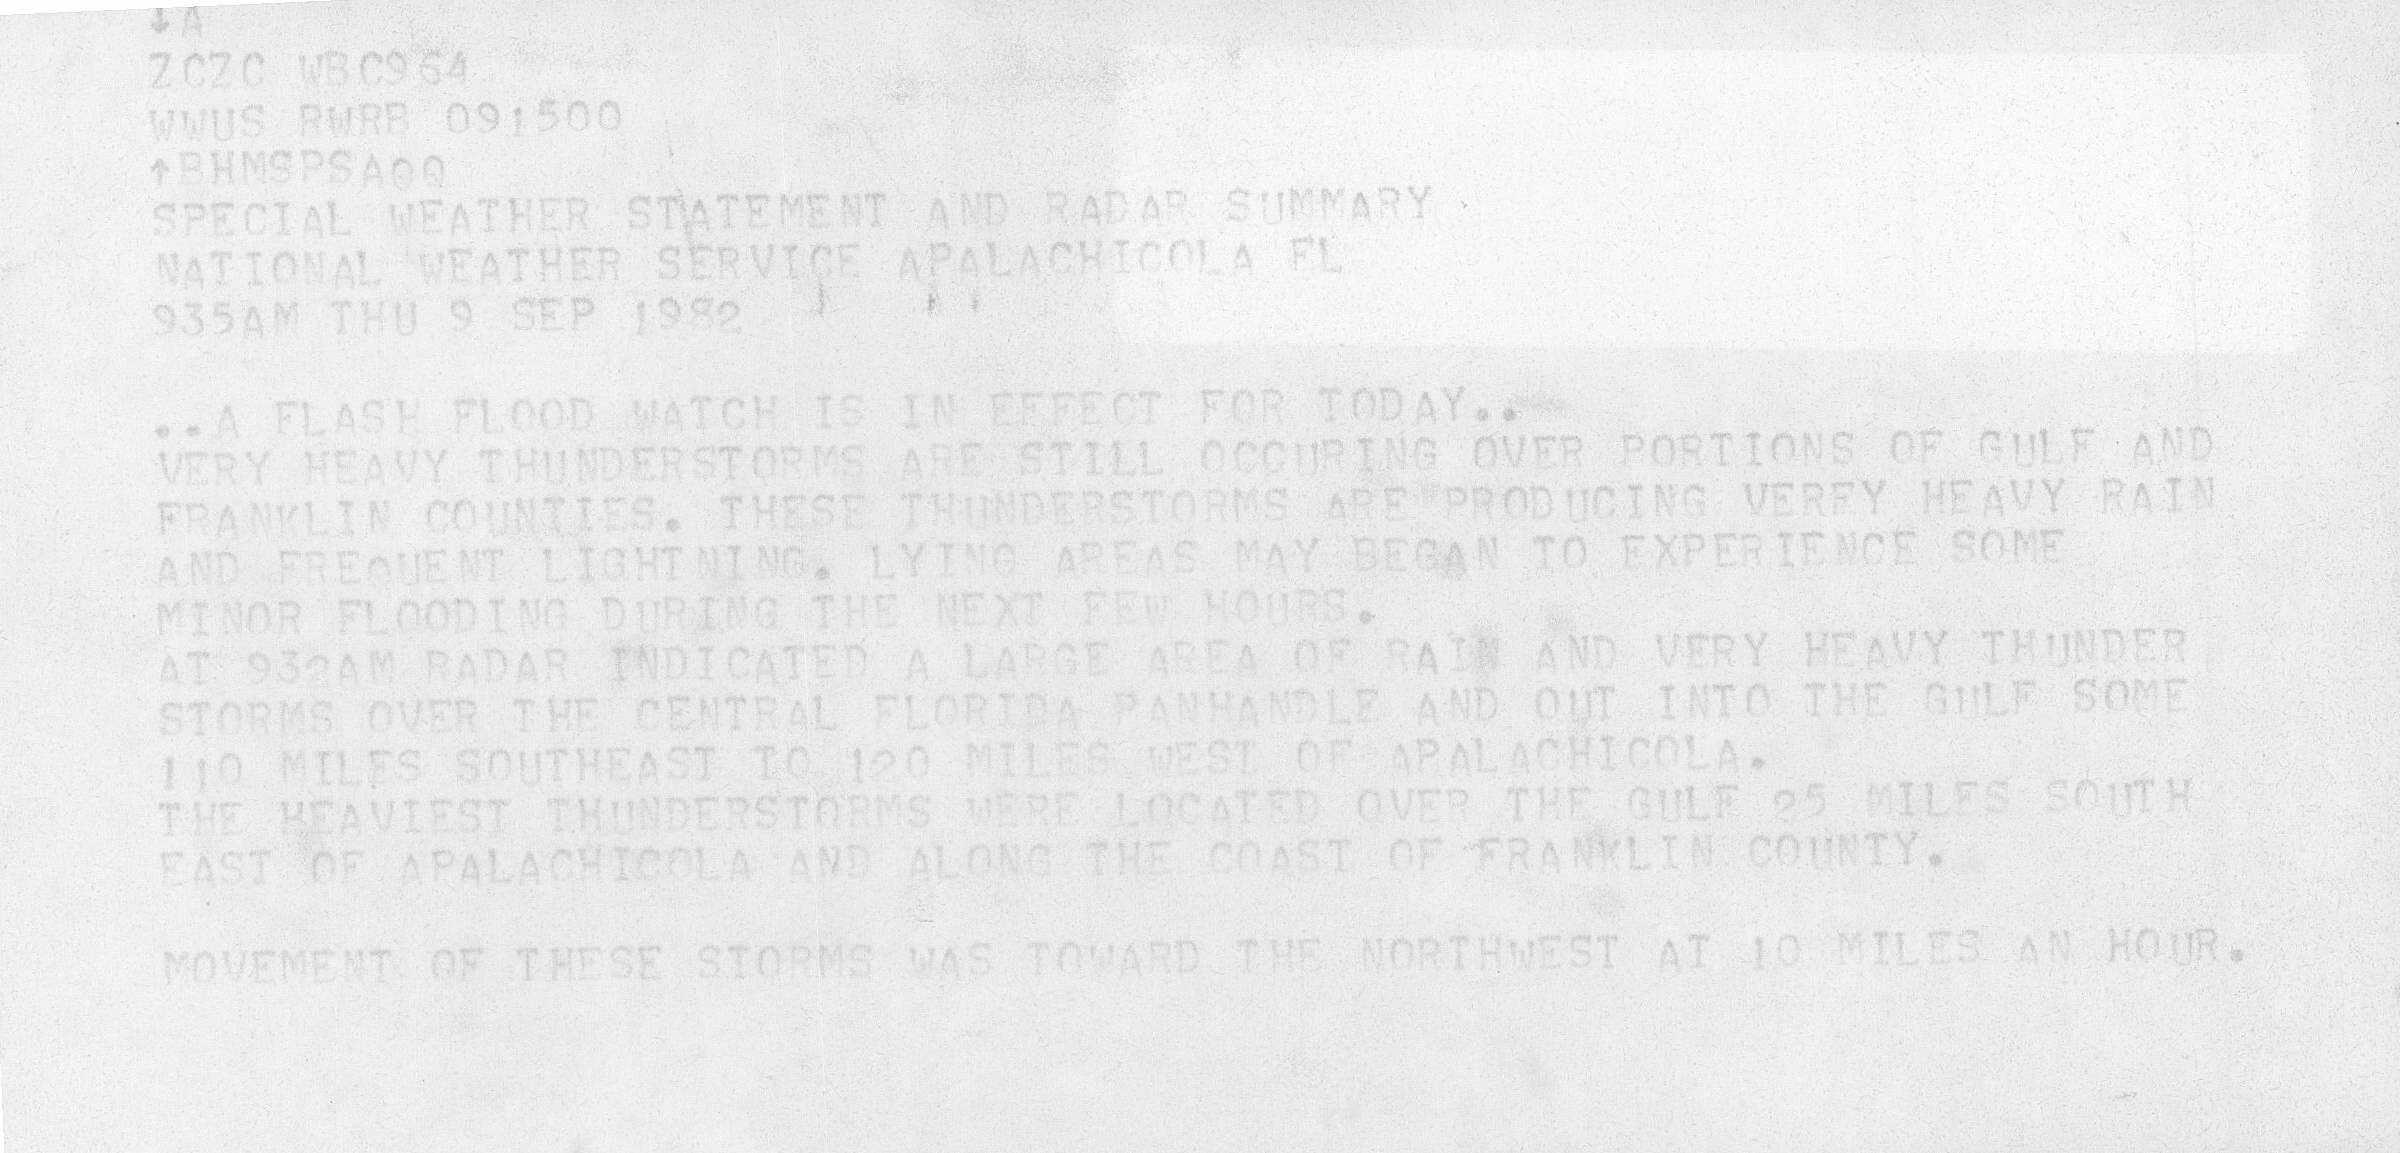 ↓A
ZCZC WBC964
WWUS RWRB 091500
↑BHMSPSA00
SPECIAL WEATHER STATEMENT AND RADAR SUMMARY
NATIONAL WEATHER SERVICE APALACHICOLA FL
935AM THU 9 SEP 1982
..A FLASH FLOOD WATCH IS IN EFFECT FOR TODAY..
VERY HEAVY THUNDERSTORMS ARE STILL OCCURING OVER PORTIONS OF GULF AND
FRANKLIN COUNTIES. THESE THUNDERSTORMS ARE PRODUCING VEREY HEAVY RAIN
AND FREQUENT LIGHTNING. LYING AREAS MAY BEGAN TO EXPERIENCE SOME
MINOR FLOODING DURING THE NEXT FEW HOURS.
AT 932AM RADAR INDICATED A LARGE AREA OF RAIN AND VERY HEAVY THUNDER
STORMS OVER THE CENTRAL FLORIDA PANHANDLE AND OUT INTO THE GULF SOME
110 MILES SOUTHEAST TO 120 MILES WEST OF APALACHICOLA.
THE HEAVIEST THUNDERSTORMS WERE LOCATED OVER THE GULF 25 MILES SOUTH
EAST OF APALACHICOLA AND ALONG THE COAST OF FRANKLIN COUNTY.
MOVEMENT OF THESE STORMS WAS TOWARD THE NORTHWEST AT 10 MILES AN HOUR.